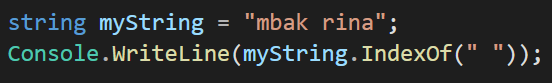 string myString = "mbak rina";
Console.WriteLine(myString.IndexOf(" "));